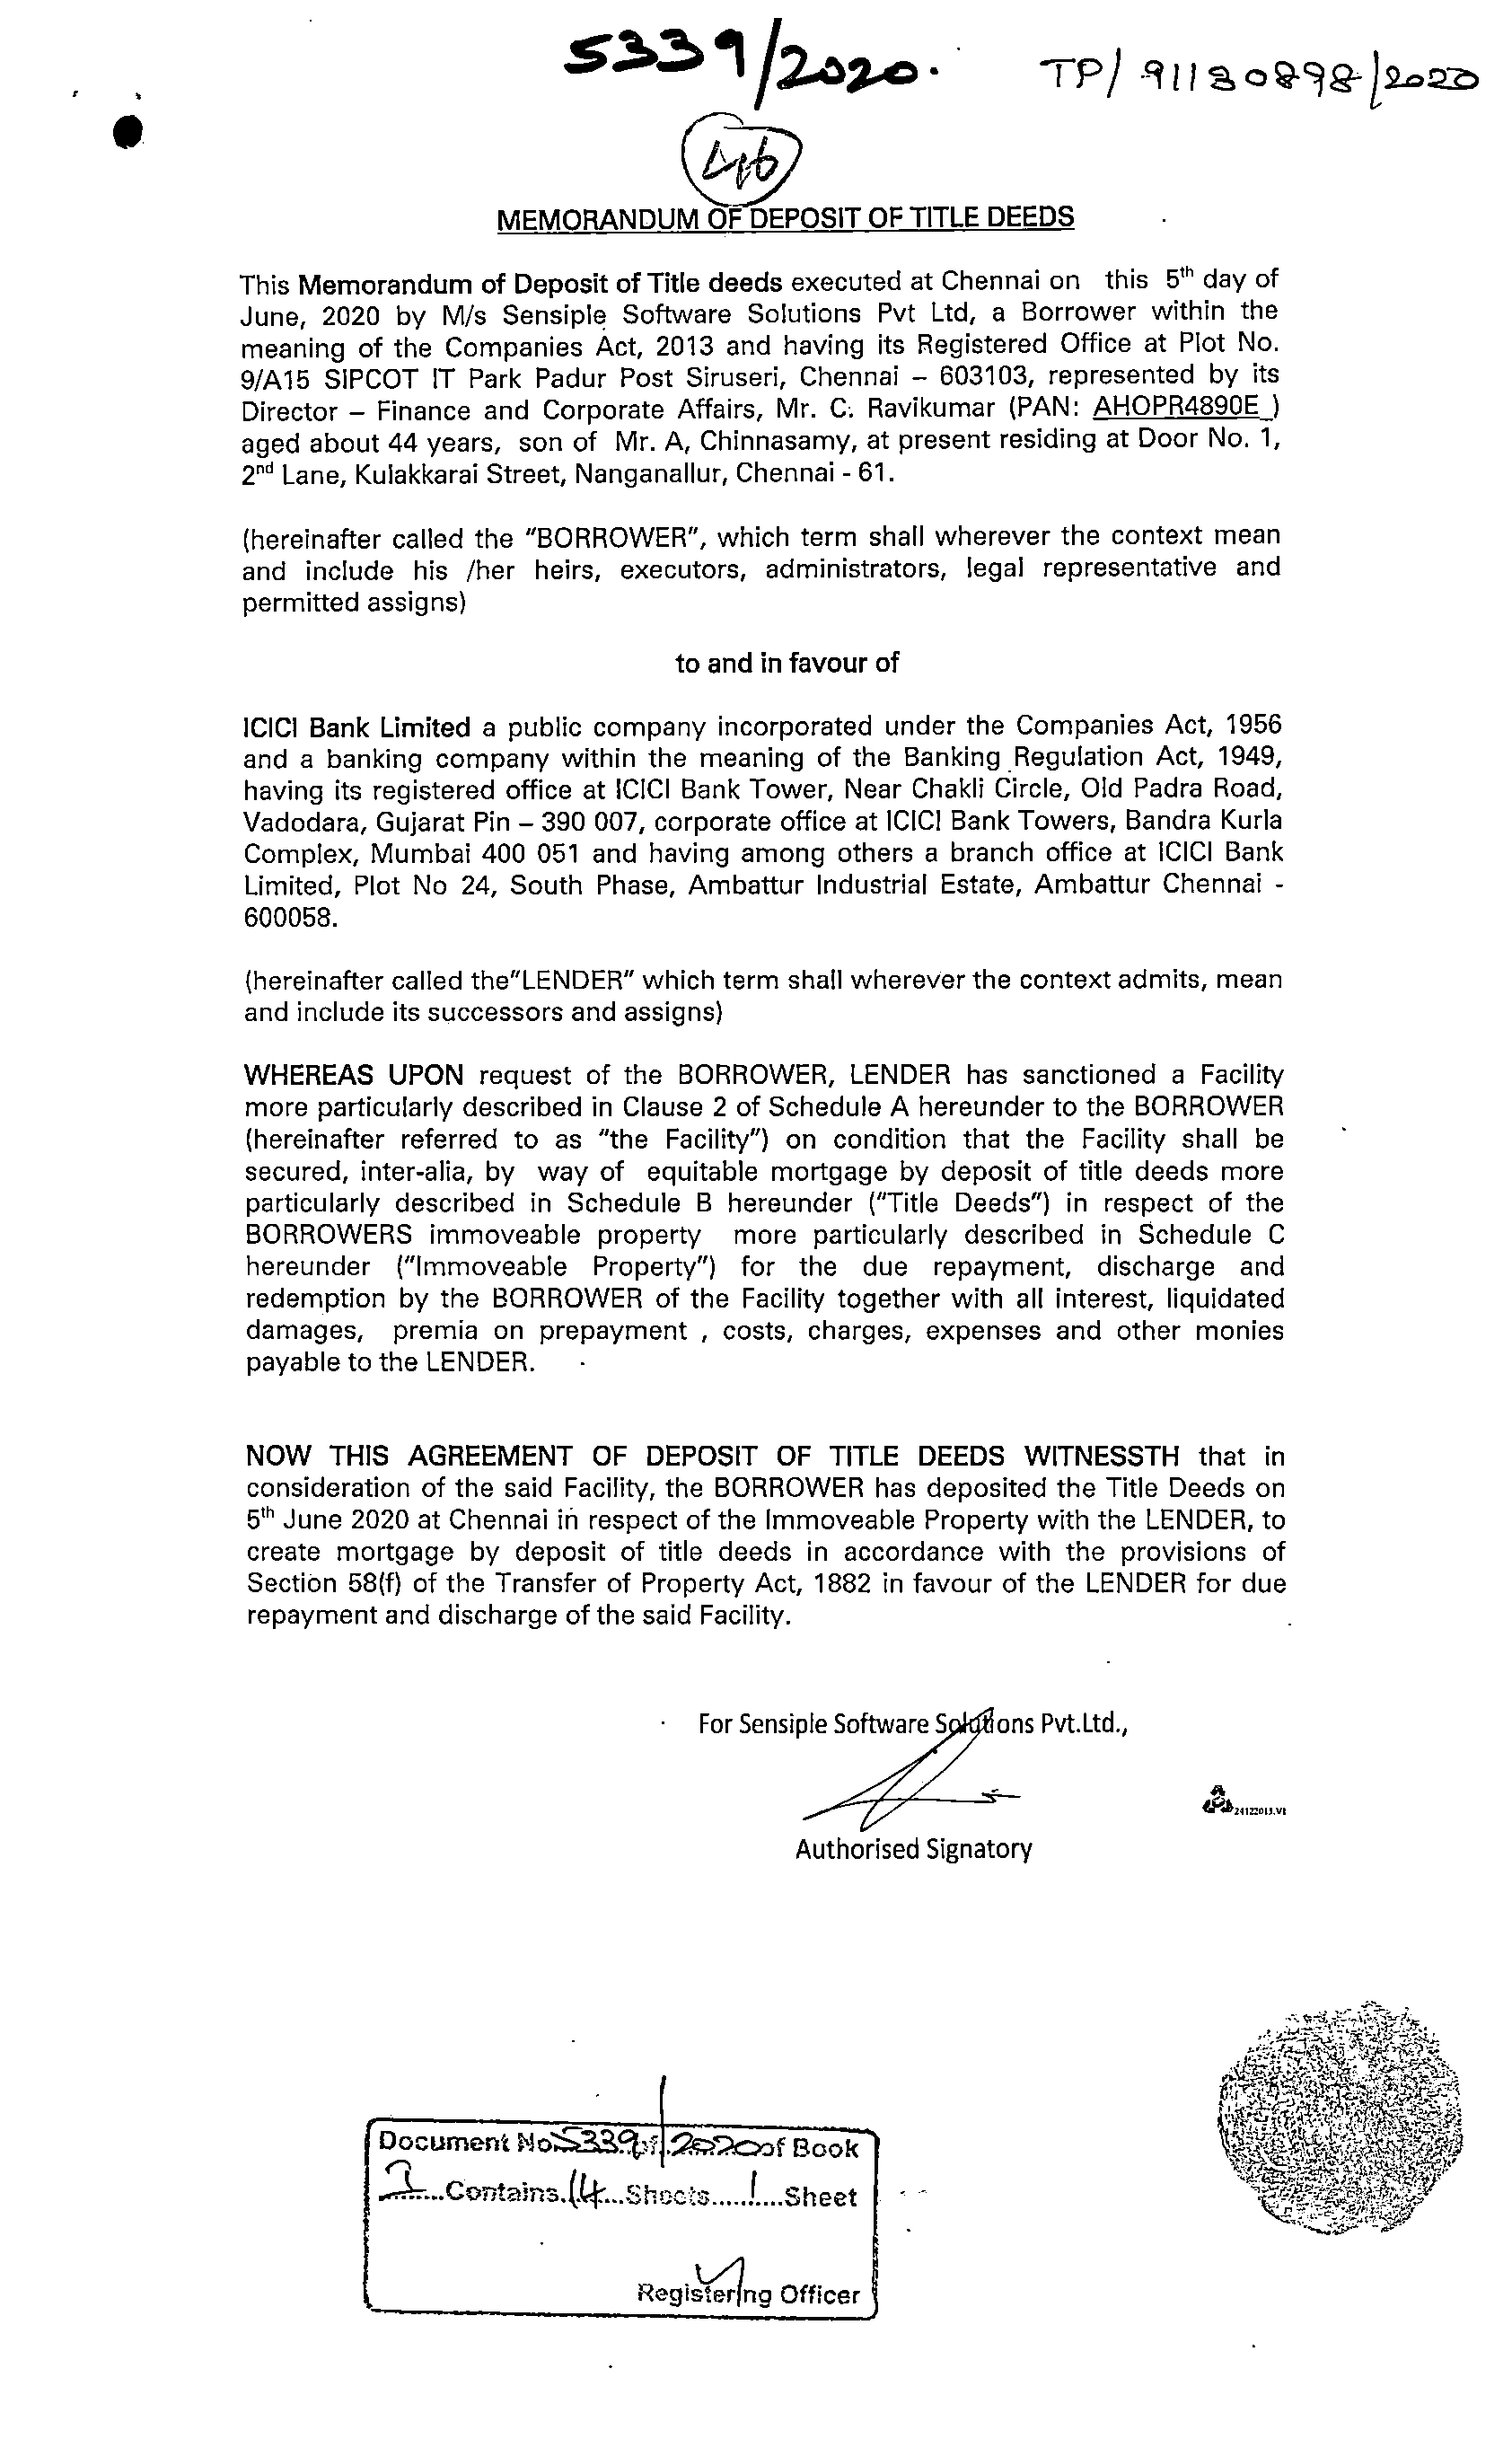 5339/2020.
TP/ 91130898/2020
46
MEMORANDUM OF DEPOSIT OF TITLE DEEDS
This Memorandum of Deposit of Title deeds executed at Chennai on this 5th day of
June, 2020 by M/s Sensiple Software Solutions Pvt Ltd, a Borrower within the
meaning of the Companies Act, 2013 and having its Registered Office at Plot No.
9/A15 SIPCOT IT Park Padur Post Siruseri, Chennai – 603103, represented by its
Director – Finance and Corporate Affairs, Mr. C. Ravikumar (PAN: AHOPR4890E )
aged about 44 years, son of Mr. A, Chinnasamy, at present residing at Door No. 1,
2nd Lane, Kulakkarai Street, Nanganallur, Chennai - 61.
(hereinafter called the "BORROWER", which term shall wherever the context mean
and include his /her heirs, executors, administrators, legal representative and
permitted assigns)
to and in favour of
ICICI Bank Limited a public company incorporated under the Companies Act, 1956
and a banking company within the meaning of the Banking Regulation Act, 1949,
having its registered office at ICICI Bank Tower, Near Chakli Circle, Old Padra Road,
Vadodara, Gujarat Pin – 390 007, corporate office at ICICI Bank Towers, Bandra Kurla
Complex, Mumbai 400 051 and having among others a branch office at ICICI Bank
Limited, Plot No 24, South Phase, Ambattur Industrial Estate, Ambattur Chennai -
600058.
(hereinafter called the"LENDER" which term shall wherever the context admits, mean
and include its successors and assigns)
WHEREAS UPON request of the BORROWER, LENDER has sanctioned a Facility
more particularly described in Clause 2 of Schedule A hereunder to the BORROWER
(hereinafter referred to as "the Facility") on condition that the Facility shall be
secured, inter-alia, by way of equitable mortgage by deposit of title deeds more
particularly described in Schedule B hereunder ("Title Deeds") in respect of the
BORROWERS immoveable property more particularly described in Schedule C
hereunder ("Immoveable Property") for the due repayment, discharge and
redemption by the BORROWER of the Facility together with all interest, liquidated
damages, premia on prepayment , costs, charges, expenses and other monies
payable to the LENDER.
NOW THIS AGREEMENT OF DEPOSIT OF TITLE DEEDS WITNESSTH that in
consideration of the said Facility, the BORROWER has deposited the Title Deeds on
5th June 2020 at Chennai in respect of the Immoveable Property with the LENDER, to
create mortgage by deposit of title deeds in accordance with the provisions of
Section 58(f) of the Transfer of Property Act, 1882 in favour of the LENDER for due
repayment and discharge of the said Facility.
For Sensiple Software Solutions Pvt.Ltd.,
24122013.V1
Authorised Signatory
Document No 5339 of 2020 of Book
1 Contains 14 Sheets 1 Sheet
Registering Officer